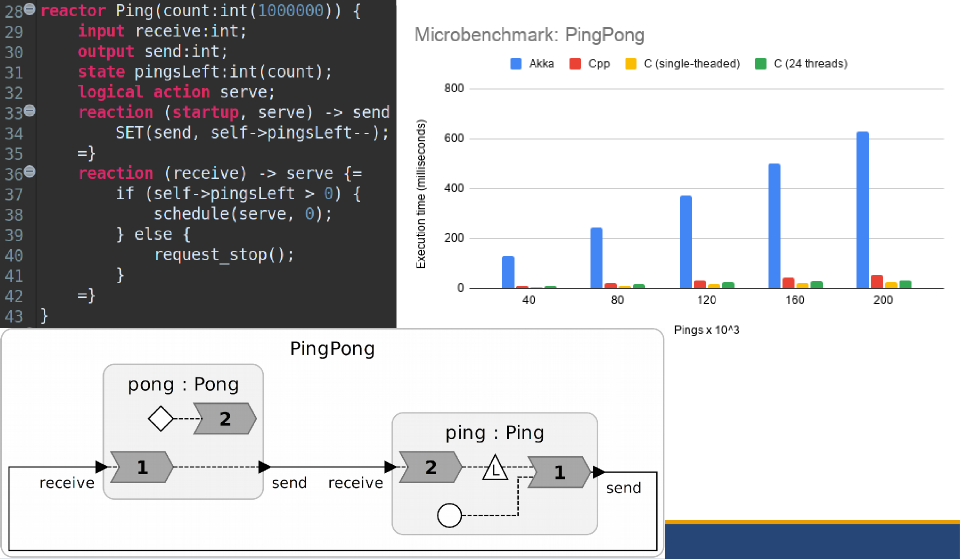 28 reactor Ping(count:int(1000000)) {
29 input receive:int;
30 output send:int;
31 state pingsLeft:int(count);
32 logical action serve;
33 reaction (startup, serve) -> send
34 SET(send, self->pingsLeft--);
35 =}
36 reaction (receive) -> serve {=
37 if (self->pingsLeft > 0) {
38 schedule(serve, 0);
39 } else {
40 request_stop();
41 }
42 =}
43 }
Microbenchmark: PingPong
Akka Cpp C (single-theaded) C (24 threads)
Execution time (milliseconds)
800
600
400
200
0
40 80 120 160 200
Pings x 10^3
PingPong
pong : Pong
2
1
receive
send
ping : Ping
receive
2
L
1
send